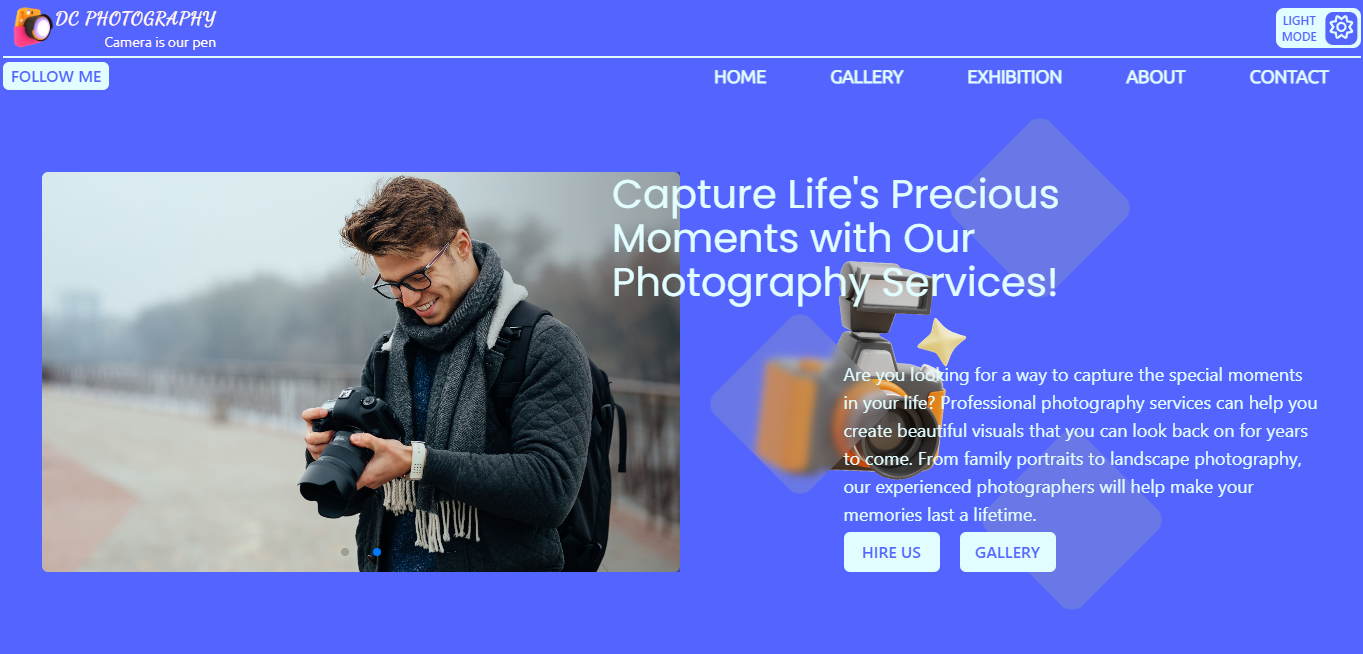 DC PHOTOGRAPHY
Camera is our pen
LIGHT
MODE
FOLLOW ME
HOME GALLERY EXHIBITION ABOUT CONTACT
Capture Life's Precious
Moments with Our
Photography Services!
Are you looking for a way to capture the special moments
in your life? Professional photography services can help you
create beautiful visuals that you can look back on for years
to come. From family portraits to landscape photography,
our experienced photographers will help make your
memories last a lifetime.
HIRE US GALLERY